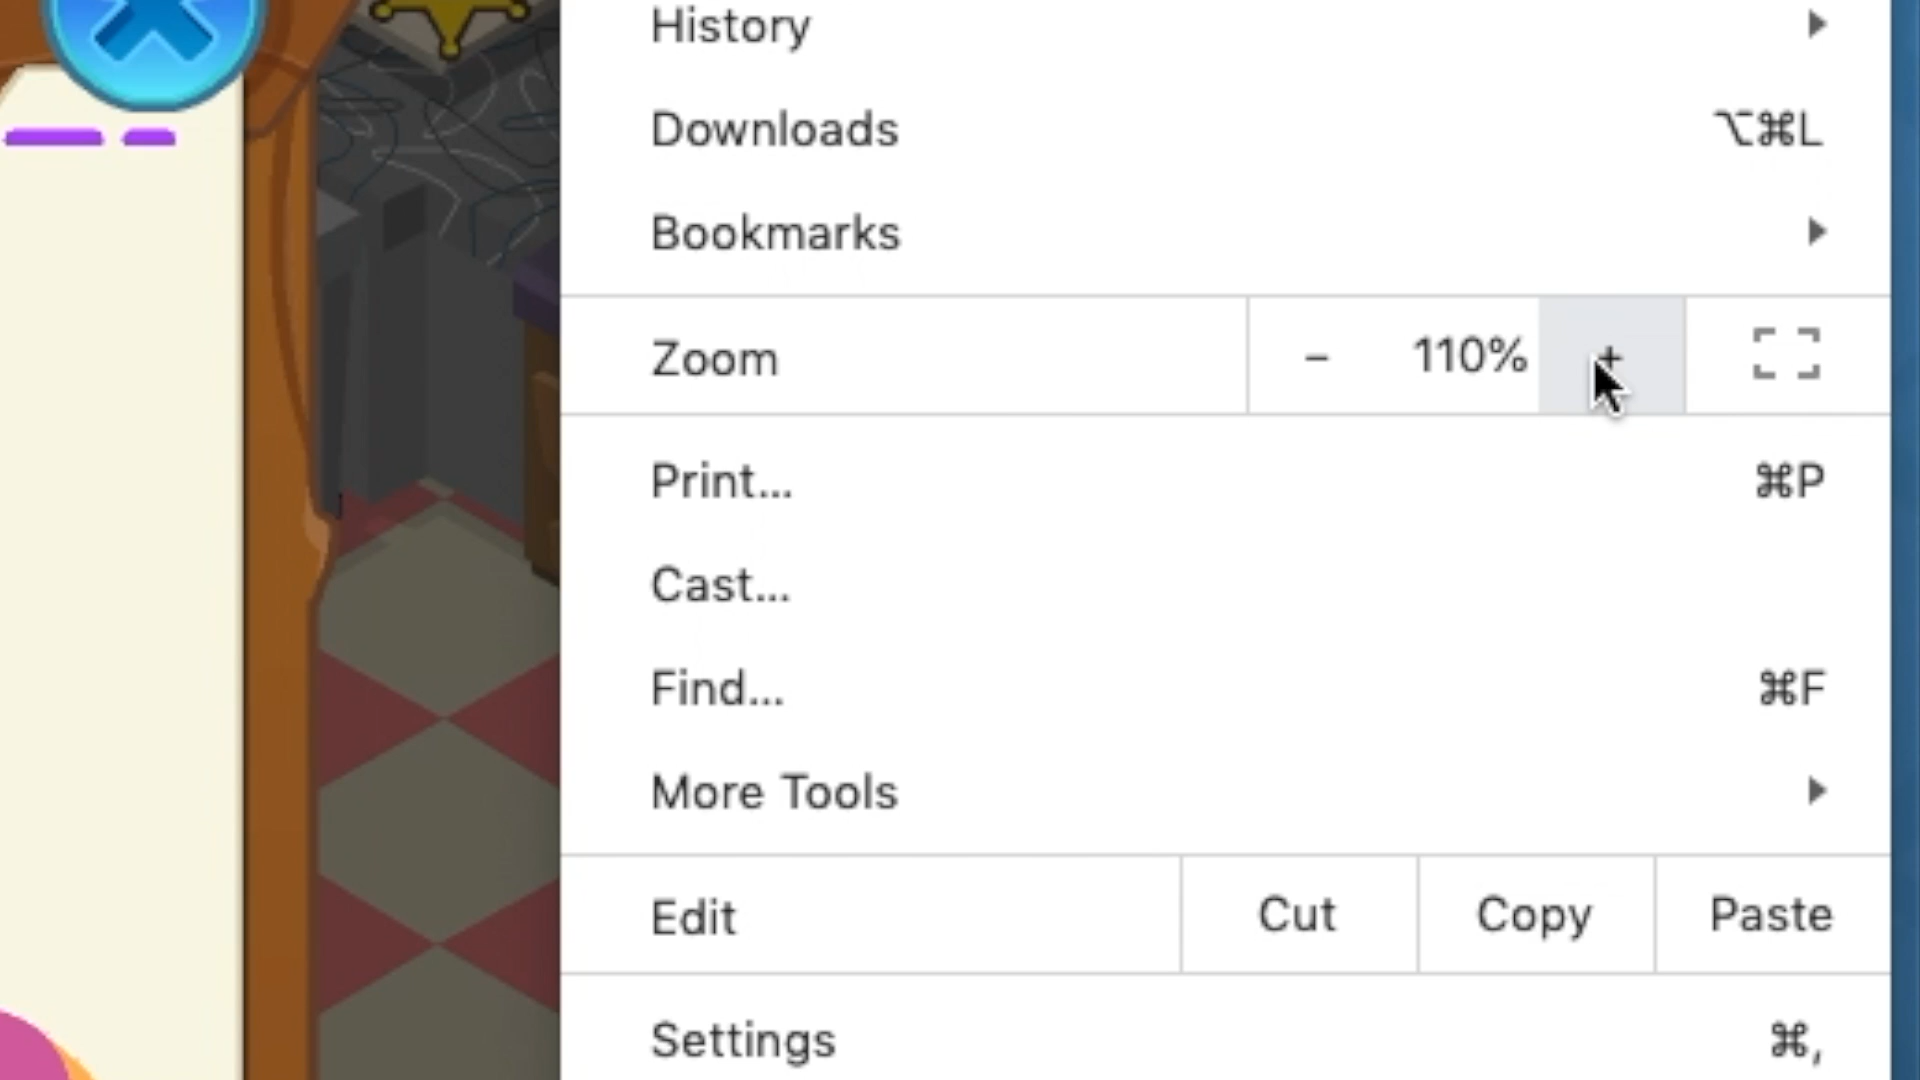 History
Downloads ⌥⌘L
Bookmarks
Zoom − 110% +
Print... ⌘P
Cast...
Find... ⌘F
More Tools
Edit Cut Copy Paste
Settings ⌘,